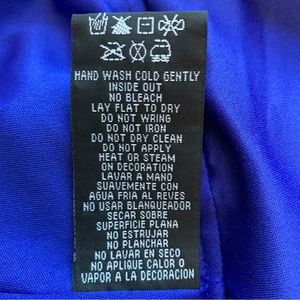 HAND WASH COLD GENTLY
INSIDE OUT
NO BLEACH
LAY FLAT TO DRY
DO NOT WRING
DO NOT IRON
DO NOT DRY CLEAN
DO NOT APPLY
HEAT OR STEAM
ON DECORATION
LAVAR A MANO
SUAVEMENTE CON
AGUA FRIA AL REVES
NO USAR BLANQUEADOR
SECAR SOBRE
SUPERFICIE PLANA
NO ESTRUJAR
NO PLANCHAR
NO LAVAR EN SECO
NO APLIQUE CALOR O
VAPOR A LA DECORACION